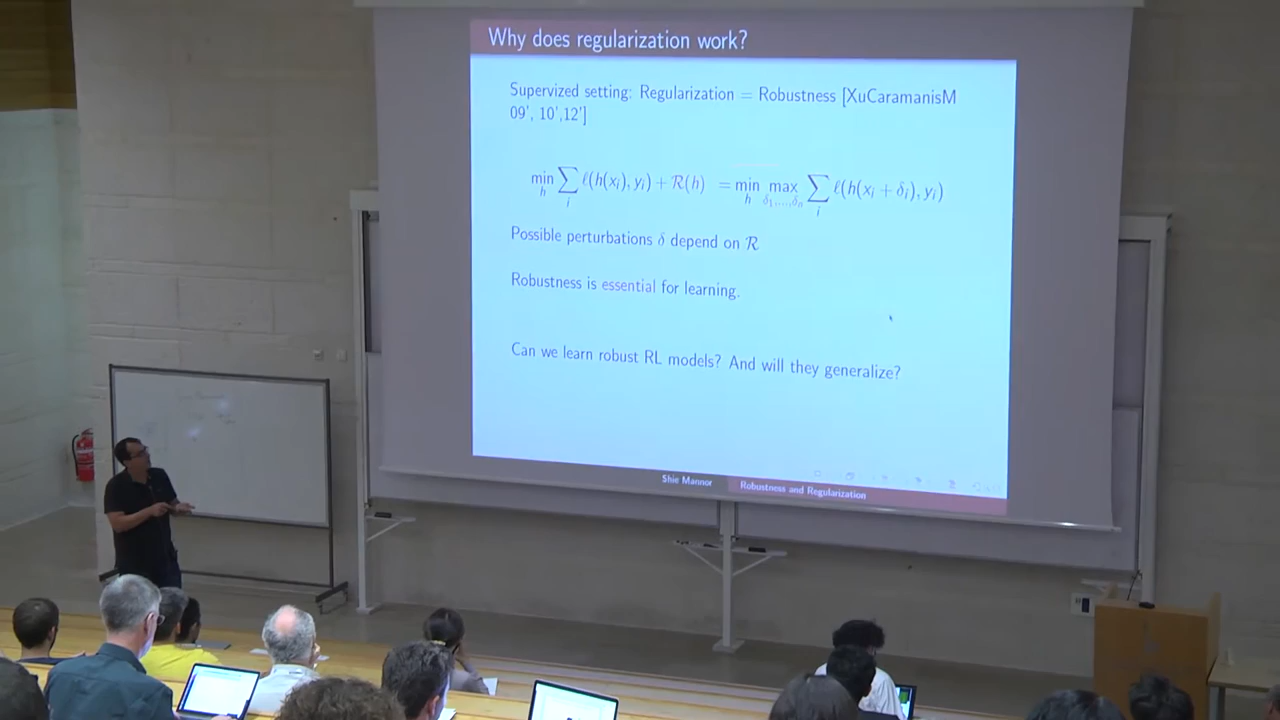 Why does regularization work?
Supervized setting: Regularization = Robustness [XuCaramanisM
09', 10',12']
min_h ∑_i ℓ(h(x_i), y_i) + R(h) = min_h max_{δ_1,...,δ_n} ∑_i ℓ(h(x_i + δ_i), y_i)
Possible perturbations δ depend on R
Robustness is essential for learning.
Can we learn robust RL models? And will they generalize?
Shie Mannor
Robustness and Regularization